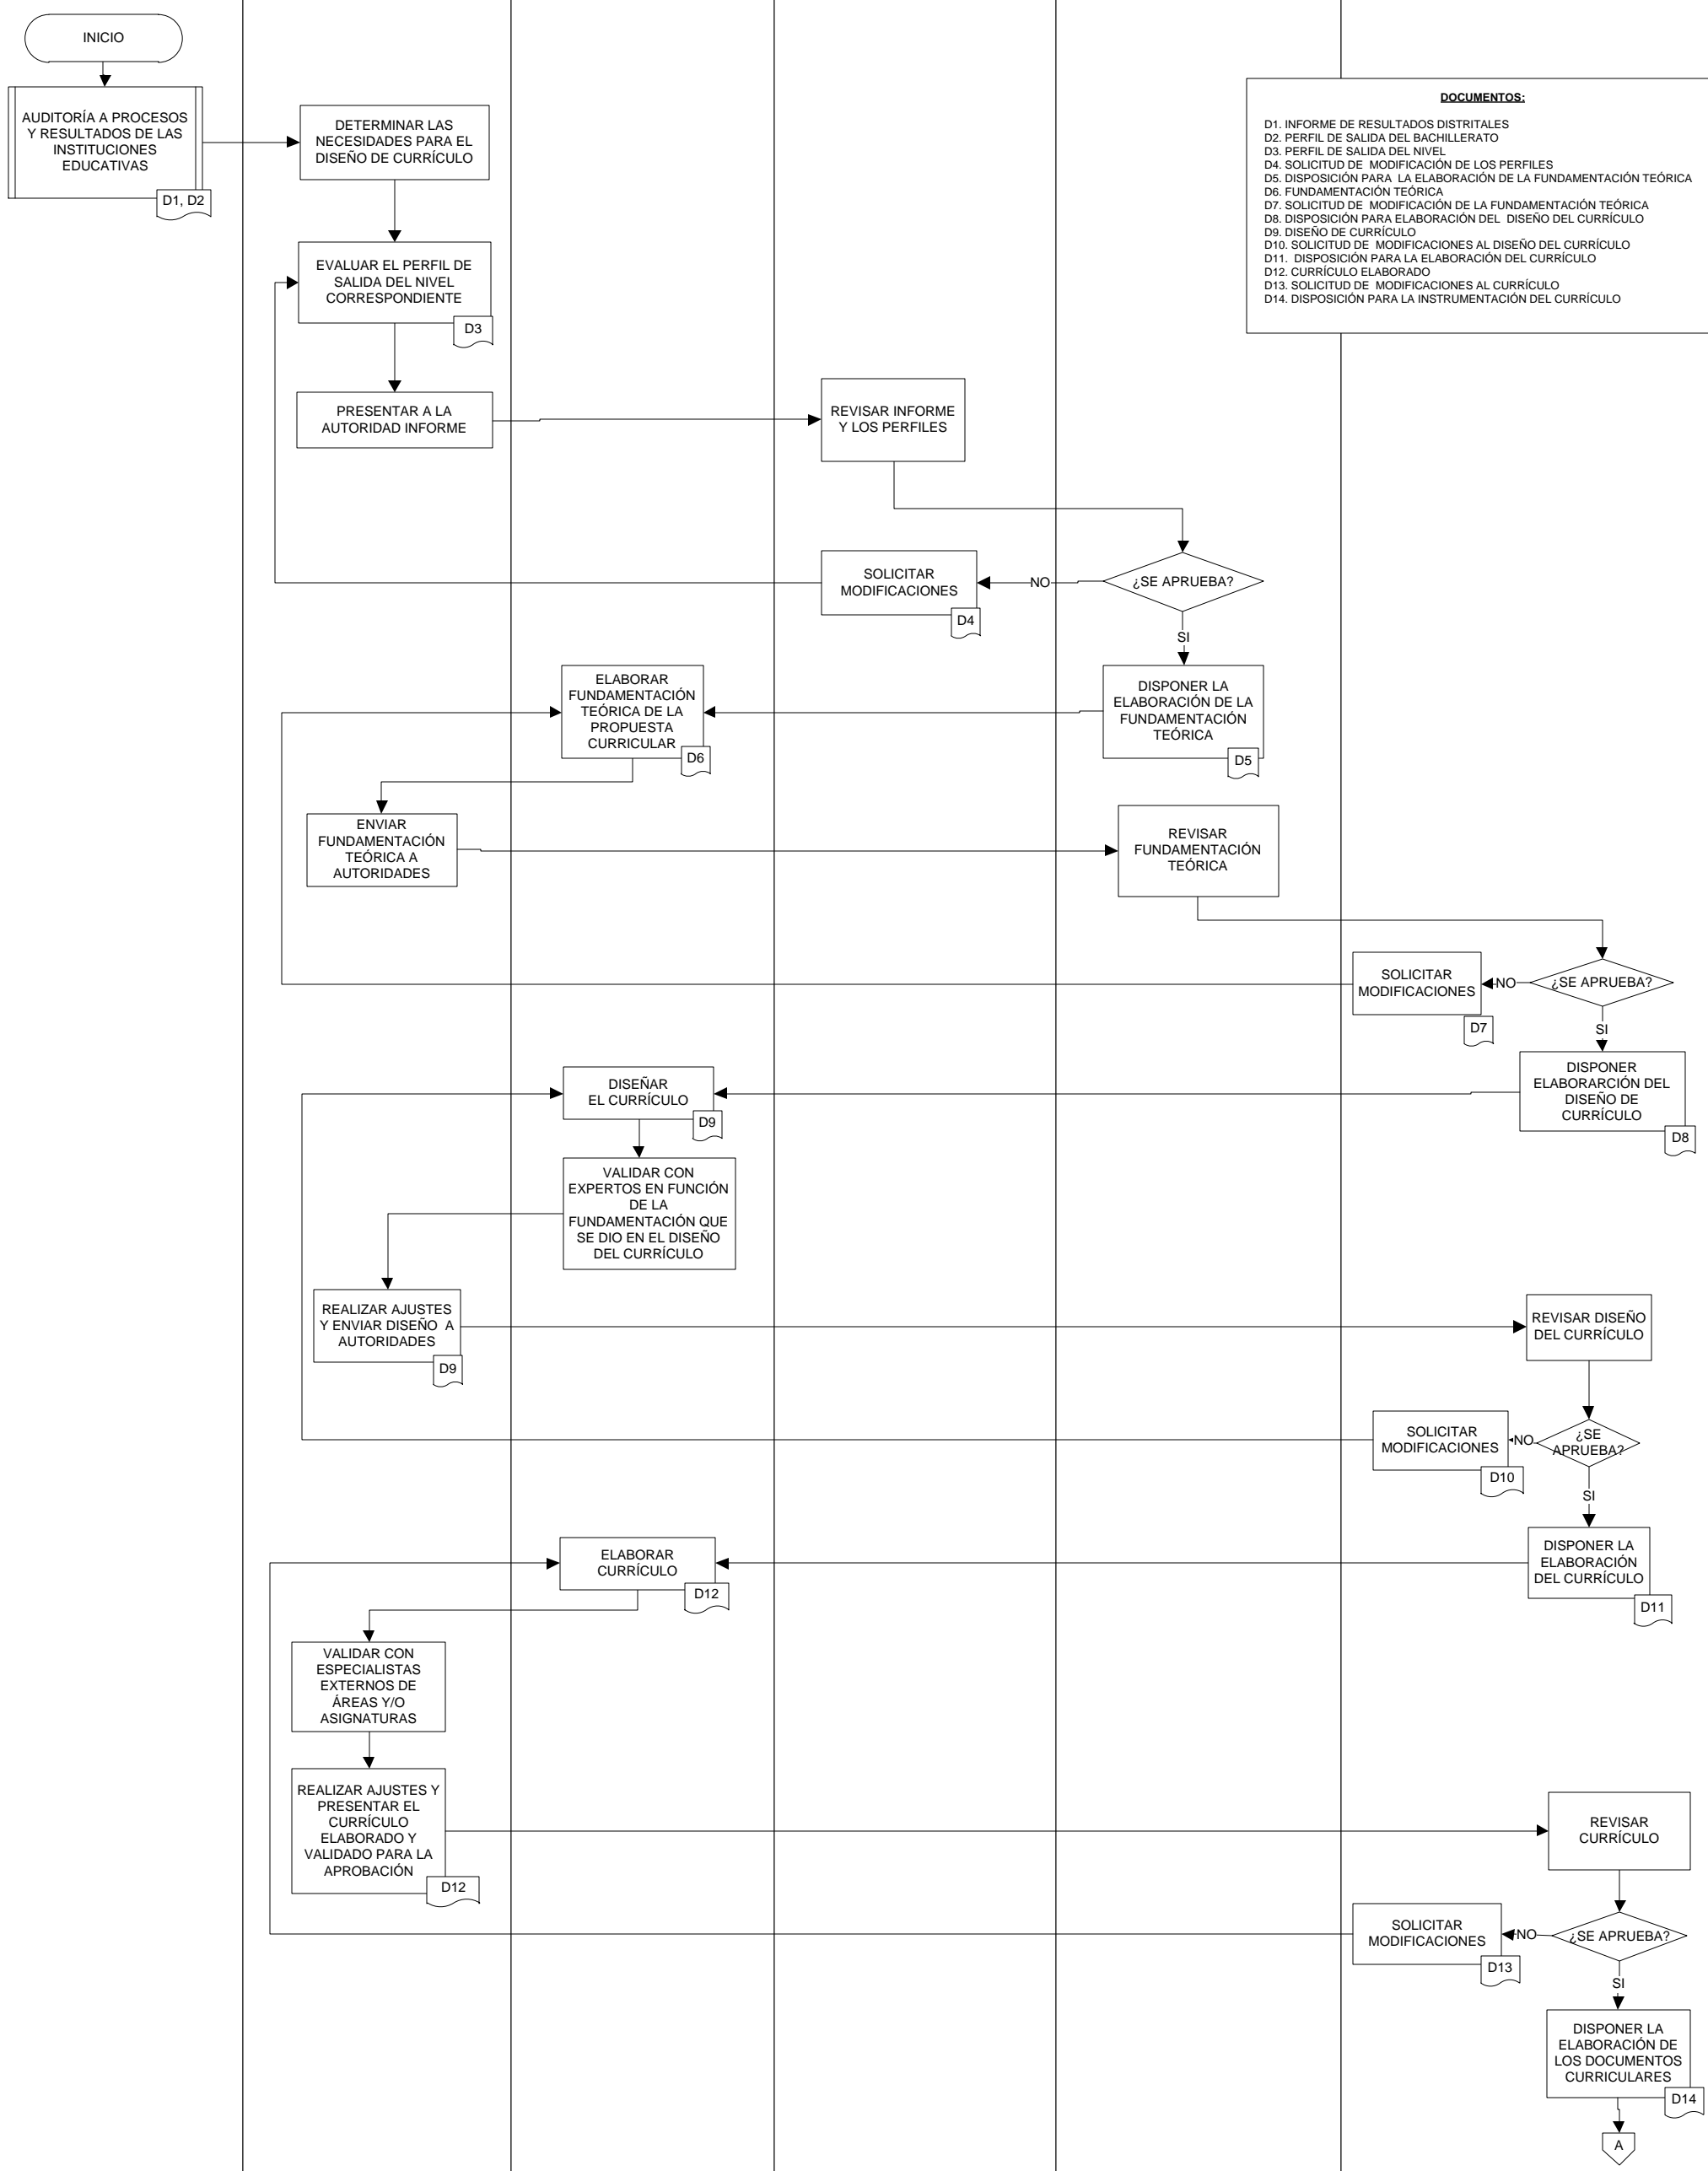 INICIO
AUDITORÍA A PROCESOS
Y RESULTADOS DE LAS
INSTITUCIONES
EDUCATIVAS
D1, D2
DETERMINAR LAS
NECESIDADES PARA EL
DISEÑO DE CURRÍCULO
DOCUMENTOS:
D1. INFORME DE RESULTADOS DISTRITALES
D2. PERFIL DE SALIDA DEL BACHILLERATO
D3. PERFIL DE SALIDA DEL NIVEL
D4. SOLICITUD DE MODIFICACIÓN DE LOS PERFILES
D5. DISPOSICIÓN PARA LA ELABORACIÓN DE LA FUNDAMENTACIÓN TEÓRICA
D6. FUNDAMENTACIÓN TEÓRICA
D7. SOLICITUD DE MODIFICACIÓN DE LA FUNDAMENTACIÓN TEÓRICA
D8. DISPOSICIÓN PARA ELABORACIÓN DEL DISEÑO DEL CURRÍCULO
D9. DISEÑO DE CURRÍCULO
D10. SOLICITUD DE MODIFICACIONES AL DISEÑO DEL CURRÍCULO
D11. DISPOSICIÓN PARA LA ELABORACIÓN DEL CURRÍCULO
D12. CURRÍCULO ELABORADO
D13. SOLICITUD DE MODIFICACIONES AL CURRÍCULO
D14. DISPOSICIÓN PARA LA INSTRUMENTACIÓN DEL CURRÍCULO
EVALUAR EL PERFIL DE
SALIDA DEL NIVEL
CORRESPONDIENTE
D3
PRESENTAR A LA
AUTORIDAD INFORME
REVISAR INFORME
Y LOS PERFILES
¿SE APRUEBA?
NO
SOLICITAR
MODIFICACIONES
D4
SI
DISPONER LA
ELABORACIÓN DE LA
FUNDAMENTACIÓN
TEÓRICA
D5
ELABORAR
FUNDAMENTACIÓN
TEÓRICA DE LA
PROPUESTA
CURRICULAR
D6
ENVIAR
FUNDAMENTACIÓN
TEÓRICA A
AUTORIDADES
REVISAR
FUNDAMENTACIÓN
TEÓRICA
¿SE APRUEBA?
NO
SOLICITAR
MODIFICACIONES
D7
SI
DISPONER
ELABORARCIÓN DEL
DISEÑO DE
CURRÍCULO
D8
DISEÑAR
EL CURRÍCULO
D9
VALIDAR CON
EXPERTOS EN FUNCIÓN
DE LA
FUNDAMENTACIÓN QUE
SE DIO EN EL DISEÑO
DEL CURRÍCULO
REALIZAR AJUSTES
Y ENVIAR DISEÑO A
AUTORIDADES
D9
REVISAR DISEÑO
DEL CURRÍCULO
¿SE
APRUEBA?
NO
SOLICITAR
MODIFICACIONES
D10
SI
DISPONER LA
ELABORACIÓN
DEL CURRÍCULO
D11
ELABORAR
CURRÍCULO
D12
VALIDAR CON
ESPECIALISTAS
EXTERNOS DE
ÁREAS Y/O
ASIGNATURAS
REALIZAR AJUSTES Y
PRESENTAR EL
CURRÍCULO
ELABORADO Y
VALIDADO PARA LA
APROBACIÓN
D12
REVISAR
CURRÍCULO
¿SE APRUEBA?
NO
SOLICITAR
MODIFICACIONES
D13
SI
DISPONER LA
ELABORACIÓN DE
LOS DOCUMENTOS
CURRICULARES
D14
A